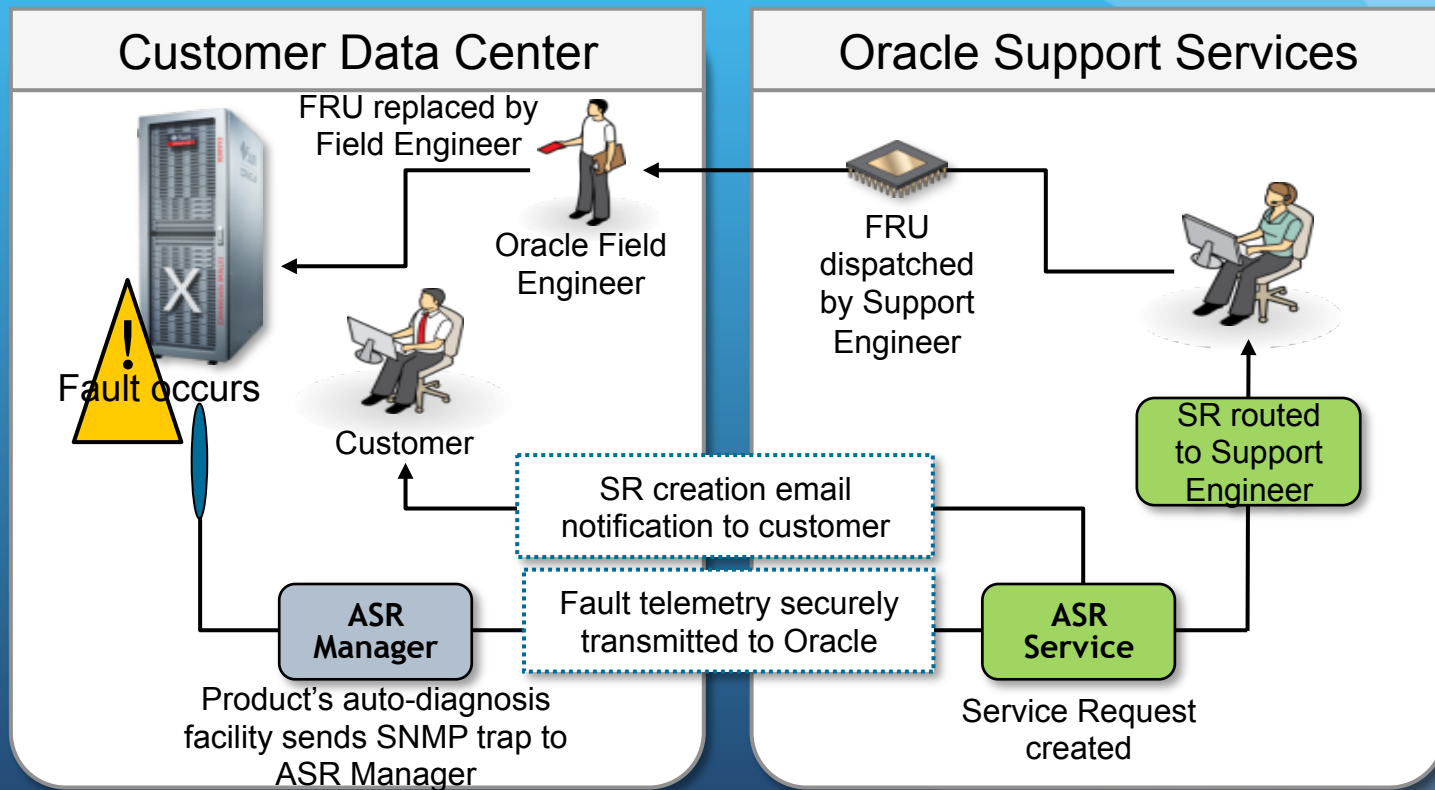 Customer Data Center
Oracle Support Services
FRU replaced by
Field Engineer
Oracle Field
Engineer
FRU
dispatched
by Support
Engineer
X
!
Fault occurs
Customer
SR routed
to Support
Engineer
SR creation email
notification to customer
Fault telemetry securely
transmitted to Oracle
ASR
Manager
ASR
Service
Product's auto-diagnosis
facility sends SNMP trap to
ASR Manager
Service Request
created